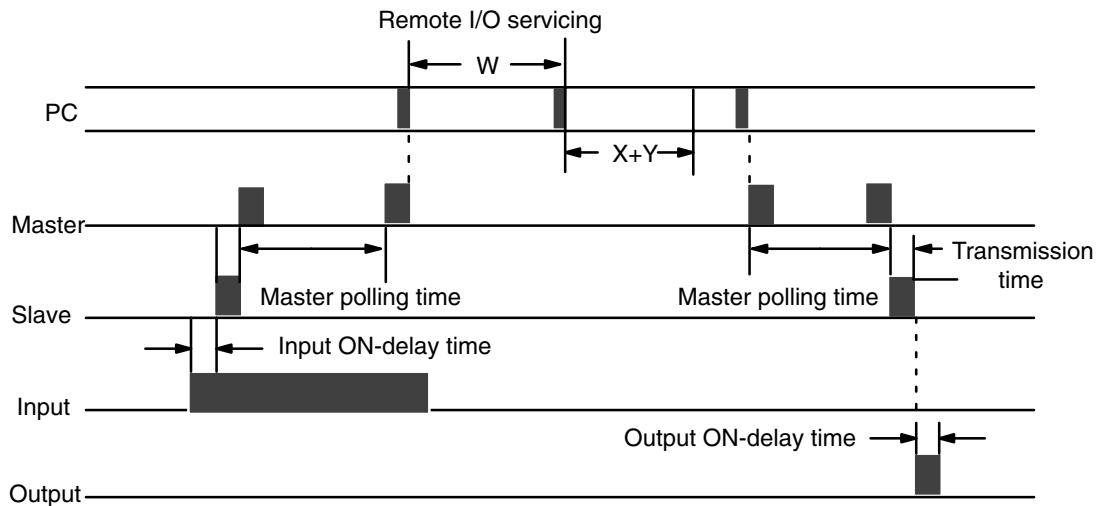 Remote I/O servicing
W
PC
X+Y
Master
Transmission
time
Master polling time
Master polling time
Slave
Input ON-delay time
Input
Output ON-delay time
Output